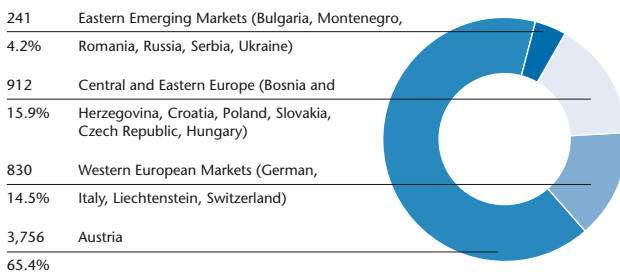 241 Eastern Emerging Markets (Bulgaria, Montenegro,
4.2% Romania, Russia, Serbia, Ukraine)
912 Central and Eastern Europe (Bosnia and
15.9% Herzegovina, Croatia, Poland, Slovakia,
Czech Republic, Hungary)
830 Western European Markets (German,
14.5% Italy, Liechtenstein, Switzerland)
3,756 Austria
65.4%